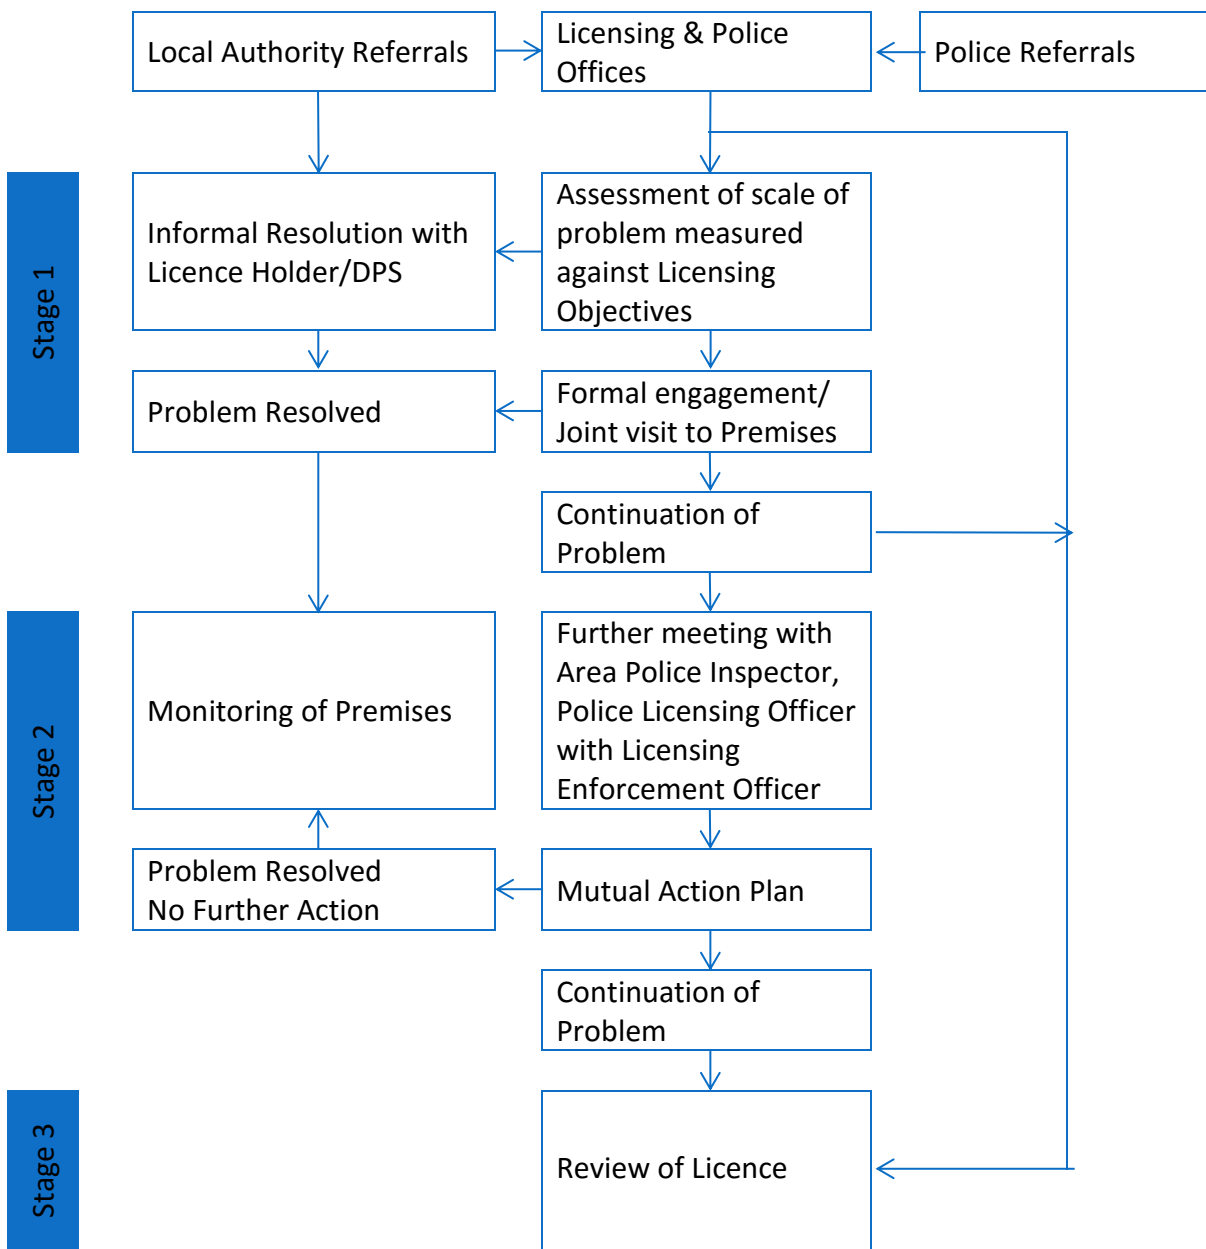 Local Authority Referrals
Licensing & Police
Offices
Police Referrals
Stage 1
Informal Resolution with
Licence Holder/DPS
Assessment of scale of
problem measured
against Licensing
Objectives
Problem Resolved
Formal engagement/
Joint visit to Premises
Continuation of
Problem
Stage 2
Monitoring of Premises
Further meeting with
Area Police Inspector,
Police Licensing Officer
with Licensing
Enforcement Officer
Problem Resolved
No Further Action
Mutual Action Plan
Continuation of
Problem
Stage 3
Review of Licence